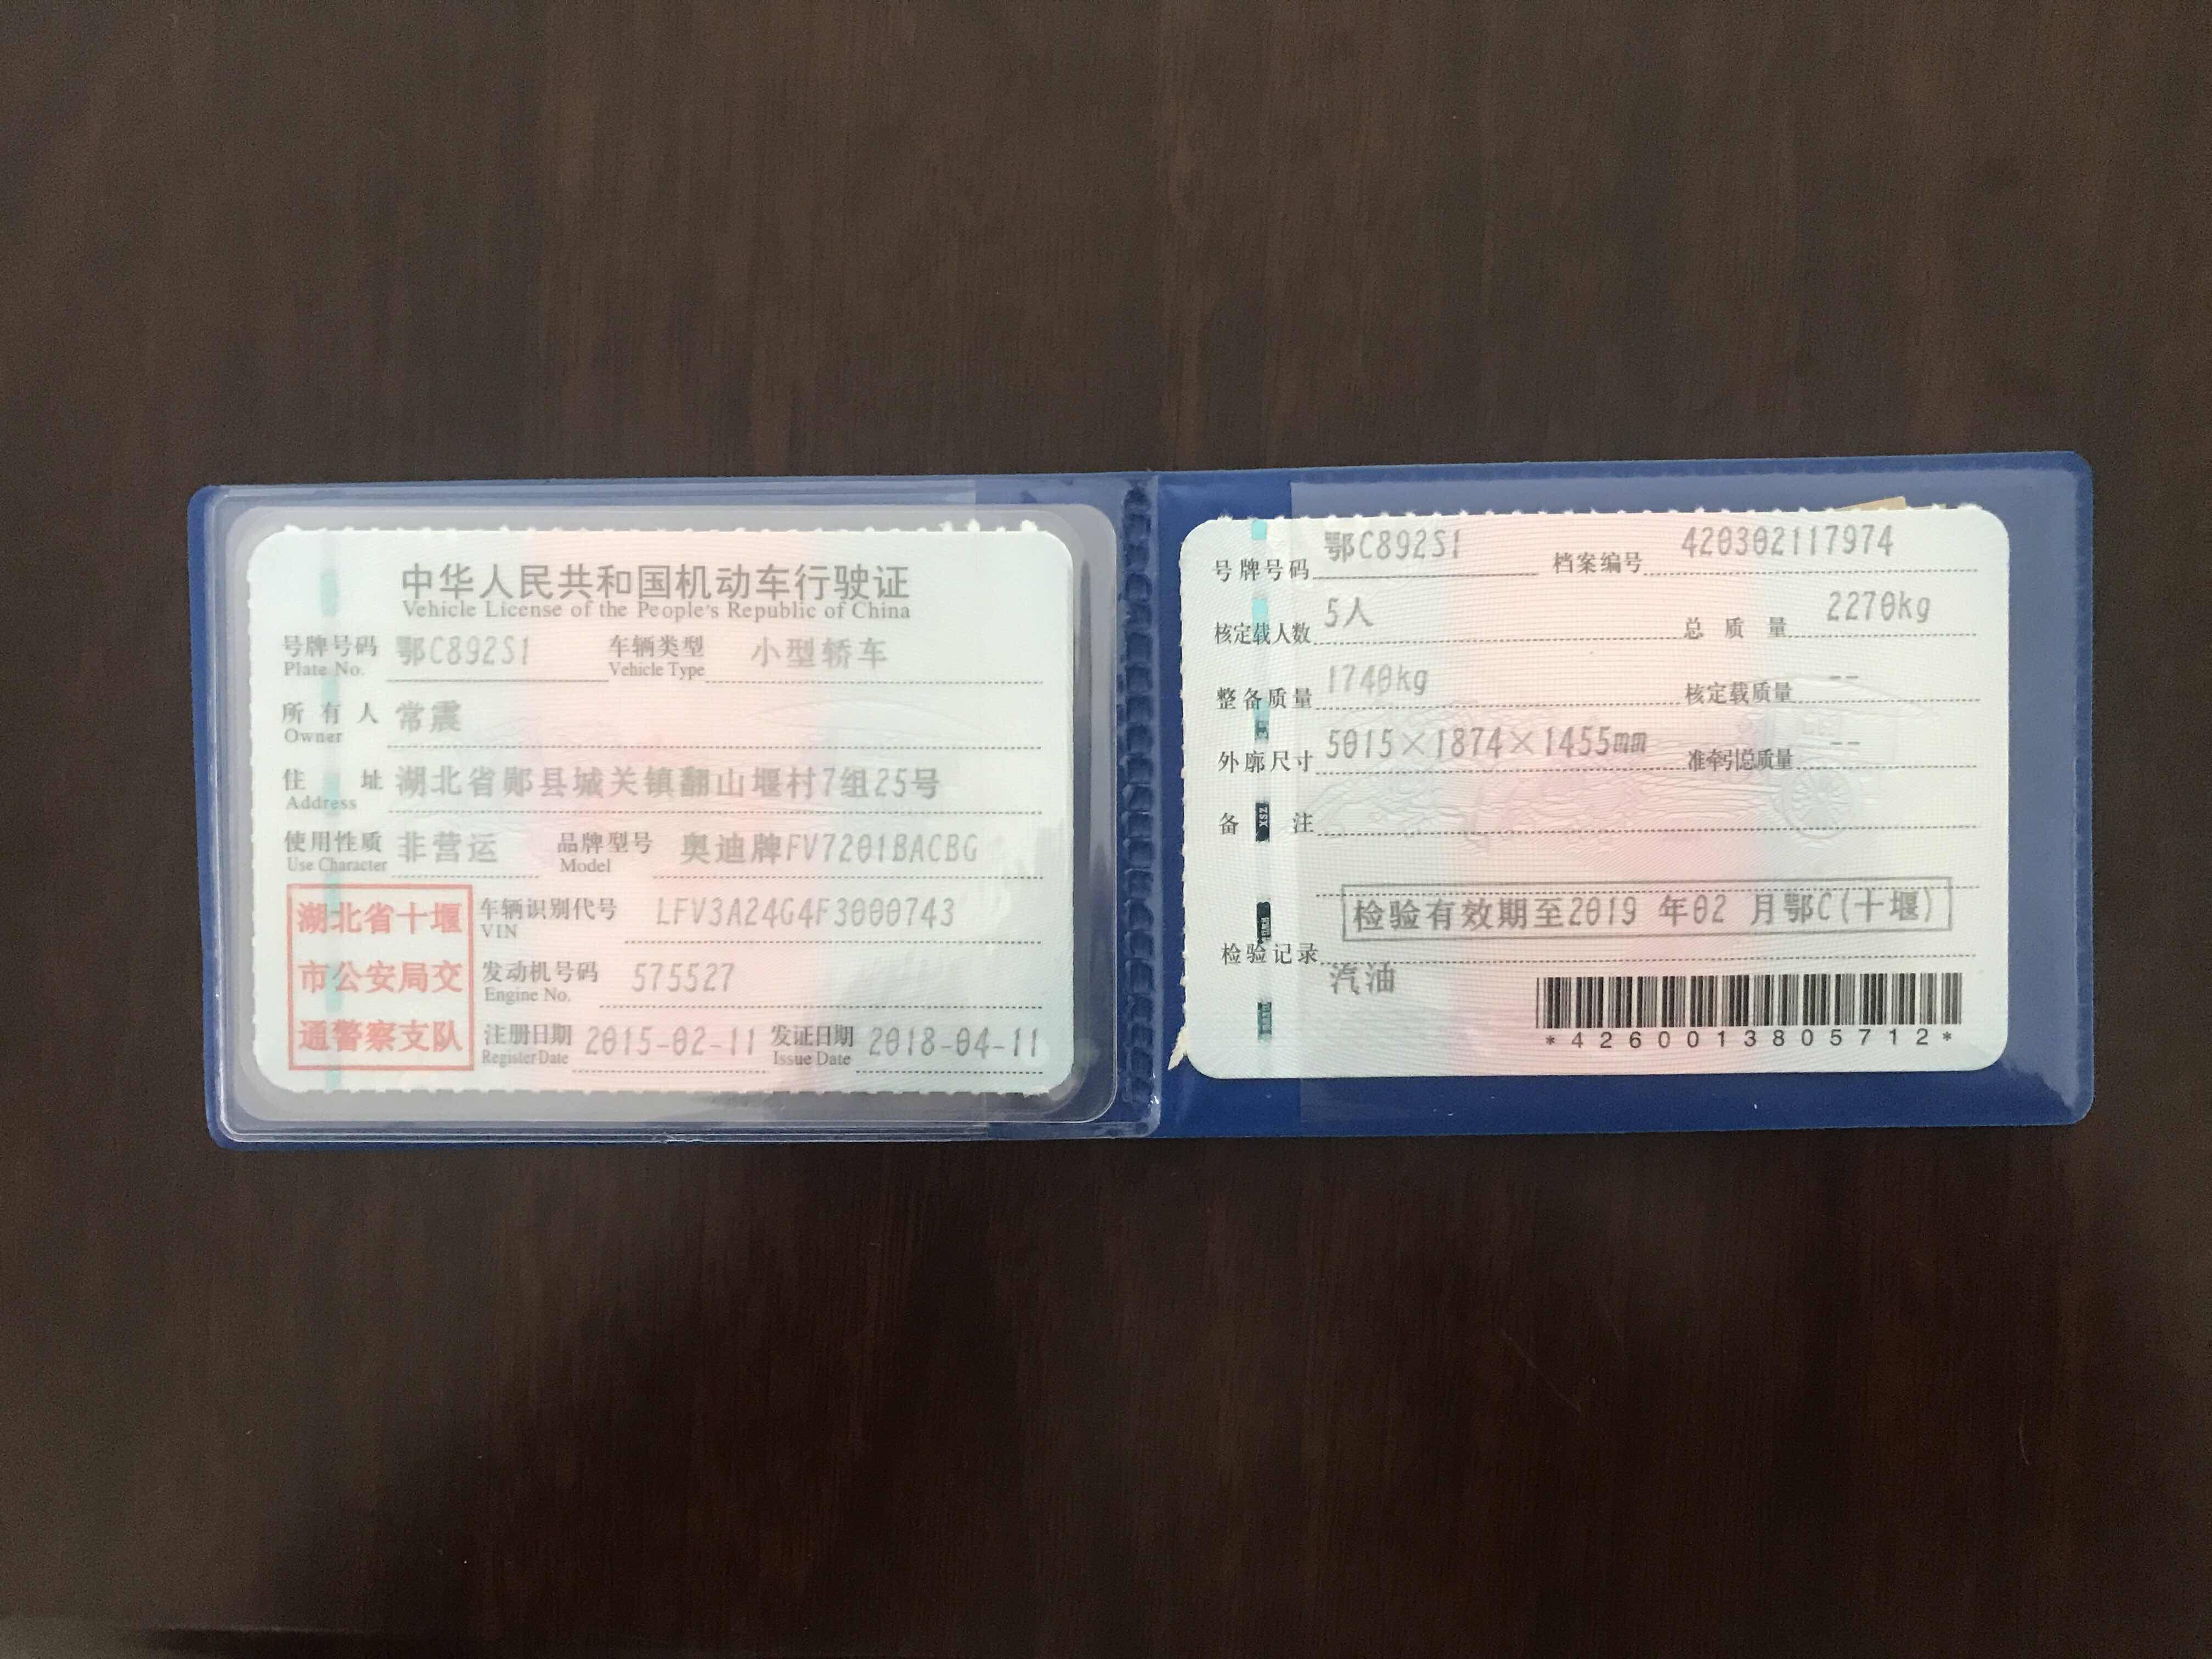 中华人民共和国机动车行驶证
Vehicle License of the People's Republic of China
号牌号码 鄂C892S1 车辆类型 小型轿车
Plate No. Vehicle Type
所有人 常震
Owner
住址 湖北省郧县城关镇翻山堰村7组25号
Address
使用性质 非营运 品牌型号 奥迪牌FV7201BACBG
Use Character Model
湖北省十堰
市公安局交
通警察支队
车辆识别代号 LFV3A24G4F3000743
VIN
发动机号码 575527
Engine No.
注册日期 2015-02-11 发证日期 2018-04-11
Register Date Issue Date
号牌号码 鄂C892S1 档案编号 420302117974
核定载人数 5人 总质量 2270kg
整备质量 1740kg 核定载质量 --
外廓尺寸 5015×1874×1455mm 准牵引总质量 --
备注
检验有效期至2019年02月鄂C(十堰)
检验记录
汽油
*4260013805712*